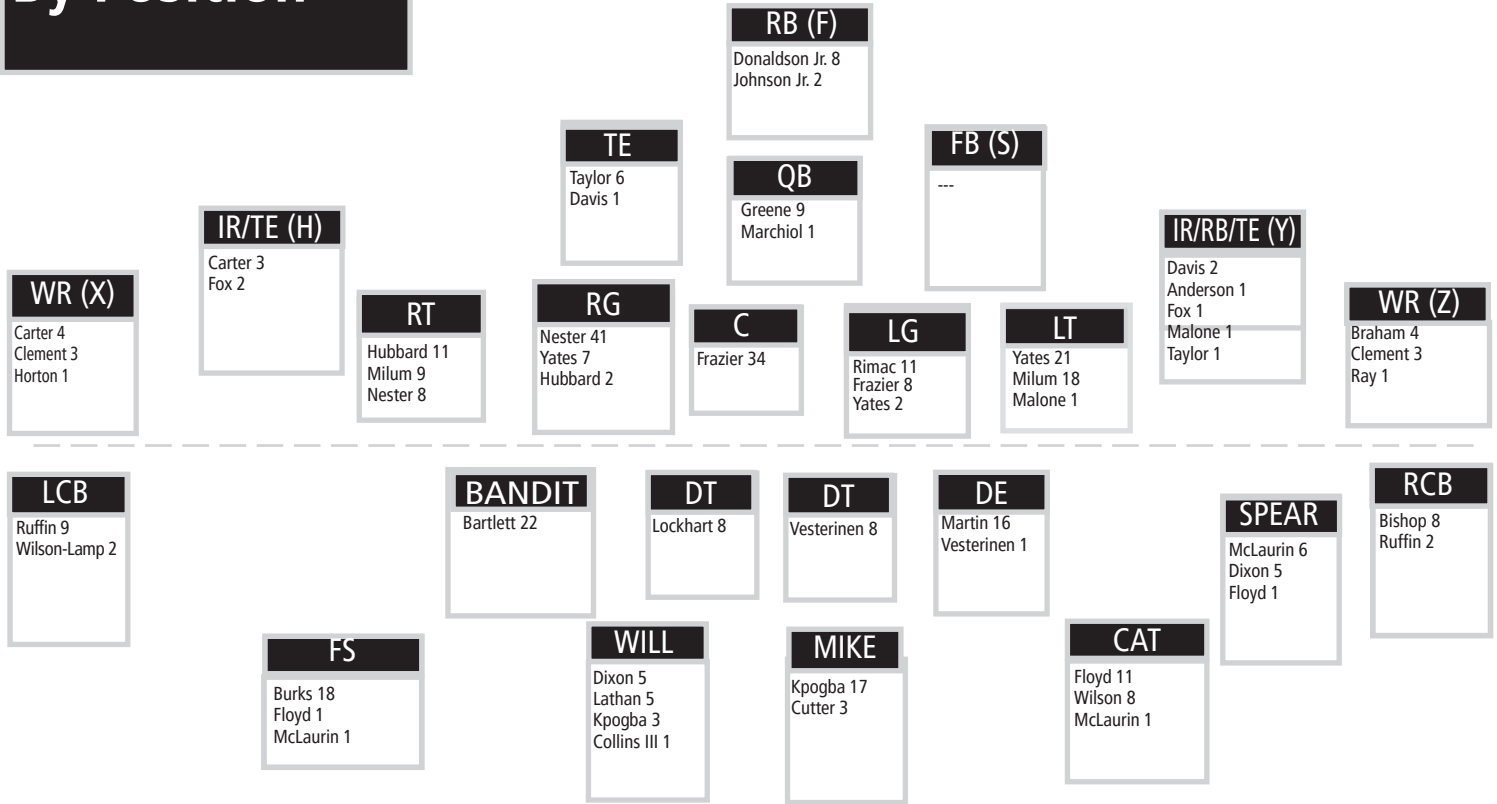 By Position
RB (F)
Donaldson Jr. 8
Johnson Jr. 2
TE
Taylor 6
Davis 1
QB
Greene 9
Marchiol 1
FB (S)
---
IR/TE (H)
Carter 3
Fox 2
IR/RB/TE (Y)
Davis 2
Anderson 1
Fox 1
Malone 1
Taylor 1
WR (X)
Carter 4
Clement 3
Horton 1
RT
Hubbard 11
Milum 9
Nester 8
RG
Nester 41
Yates 7
Hubbard 2
C
Frazier 34
LG
Rimac 11
Frazier 8
Yates 2
LT
Yates 21
Milum 18
Malone 1
WR (Z)
Braham 4
Clement 3
Ray 1
LCB
Ruffin 9
Wilson-Lamp 2
BANDIT
Bartlett 22
DT
Lockhart 8
DT
Vesterinen 8
DE
Martin 16
Vesterinen 1
SPEAR
McLaurin 6
Dixon 5
Floyd 1
RCB
Bishop 8
Ruffin 2
FS
Burks 18
Floyd 1
McLaurin 1
WILL
Dixon 5
Lathan 5
Kpogba 3
Collins III 1
MIKE
Kpogba 17
Cutter 3
CAT
Floyd 11
Wilson 8
McLaurin 1